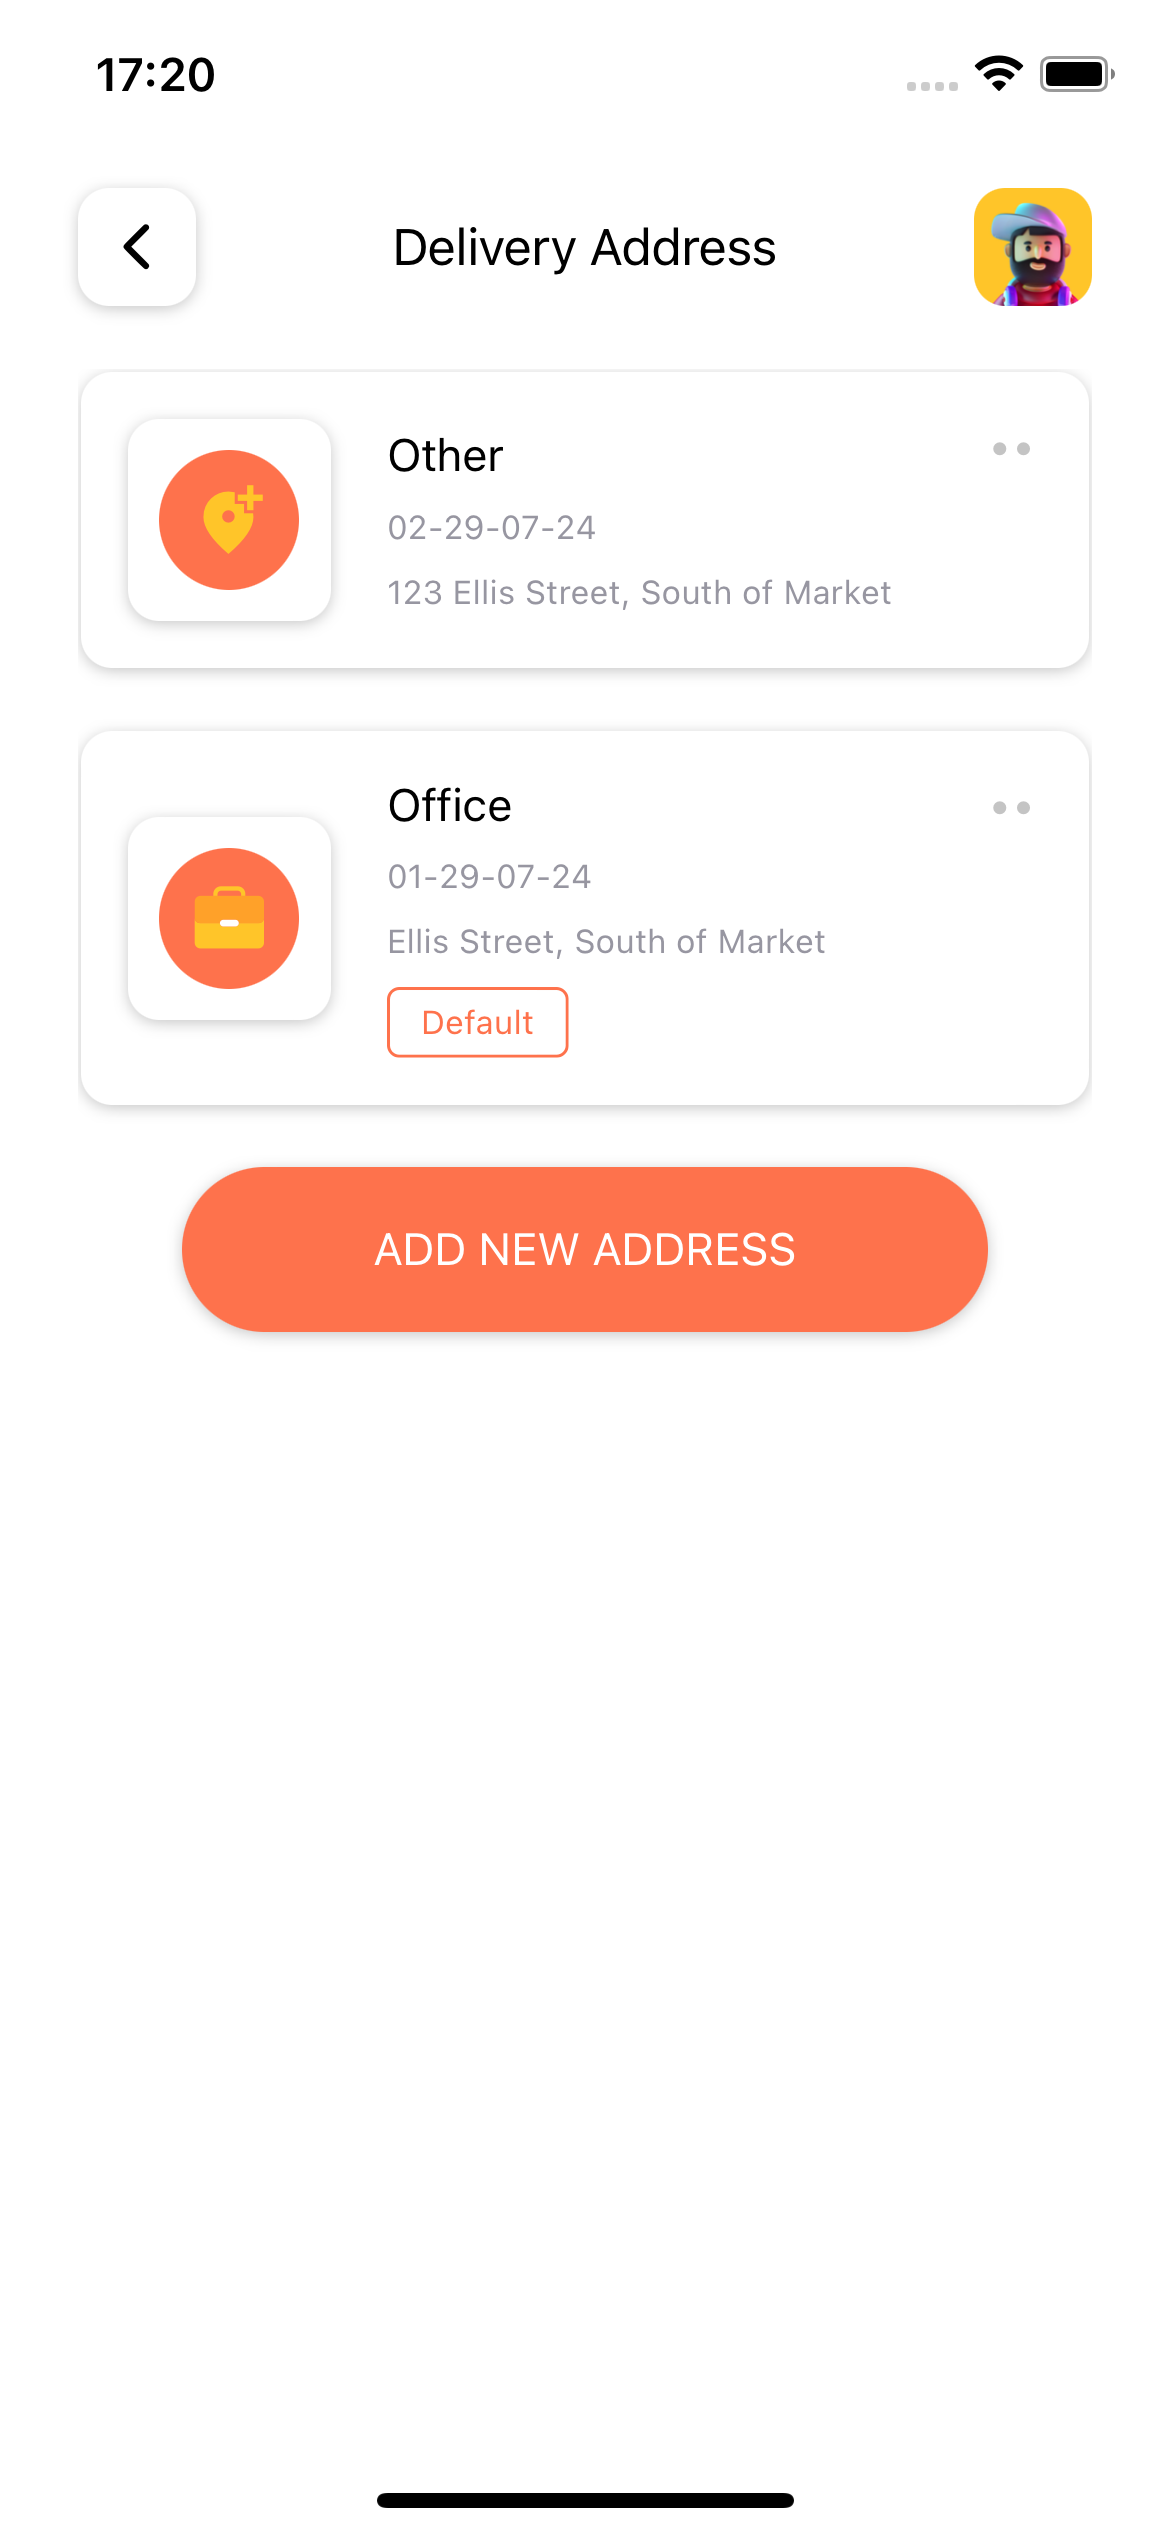 17:20
Delivery Address
Other
02-29-07-24
123 Ellis Street, South of Market
Office
01-29-07-24
Ellis Street, South of Market
Default
ADD NEW ADDRESS